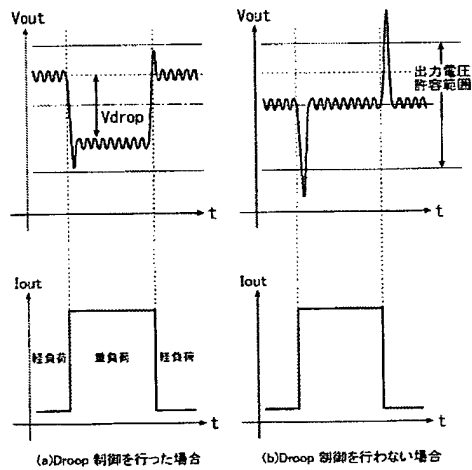 Vout
Vdrop
t
Vout
出力電圧
許容範囲
t
Iout
軽負荷
重負荷
軽負荷
t
Iout
t
(a)Droop 制御を行った場合
(b)Droop 制御を行わない場合